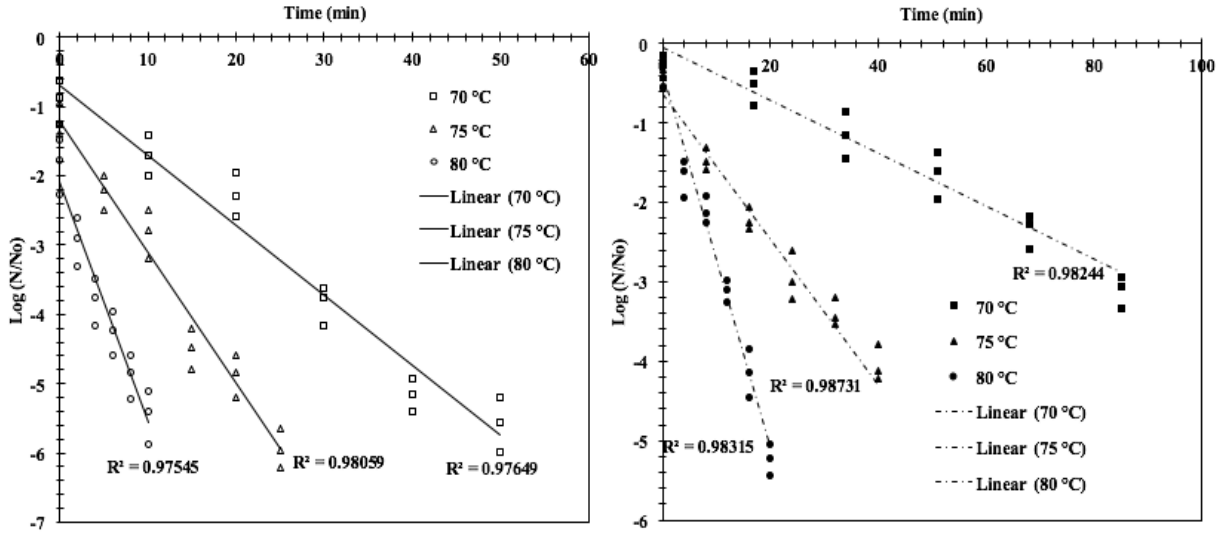 Time (min)
0 10 20 30 40 50 60
0
-1
-2
-3
-4
-5
-6
-7
Log (N/No)
70 °C
75 °C
80 °C
Linear (70 °C)
Linear (75 °C)
Linear (80 °C)
R² = 0.97545
R² = 0.98059
R² = 0.97649
Time (min)
0 20 40 60 80 100
0
-1
-2
-3
-4
-5
-6
Log (N/No)
R² = 0.98244
70 °C
75 °C
80 °C
Linear (70 °C)
Linear (75 °C)
Linear (80 °C)
R² = 0.98731
R² = 0.98315